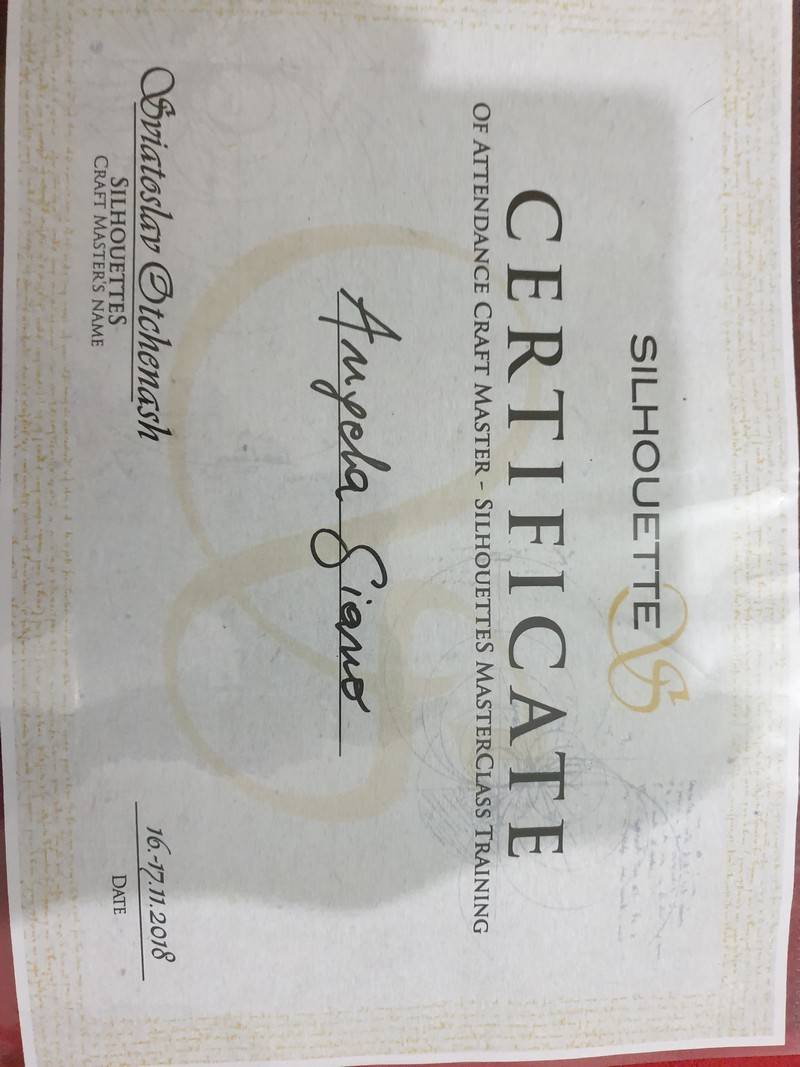 SILHOUETTE
CERTIFICATE
OF ATTENDANCE CRAFT MASTER - SILHOUETTES MASTERCLASS TRAINING
Angela Siano
Sviatoslav Otchenash
SILHOUETTES
CRAFT MASTER'S NAME
16.-17.11.2018
DATE